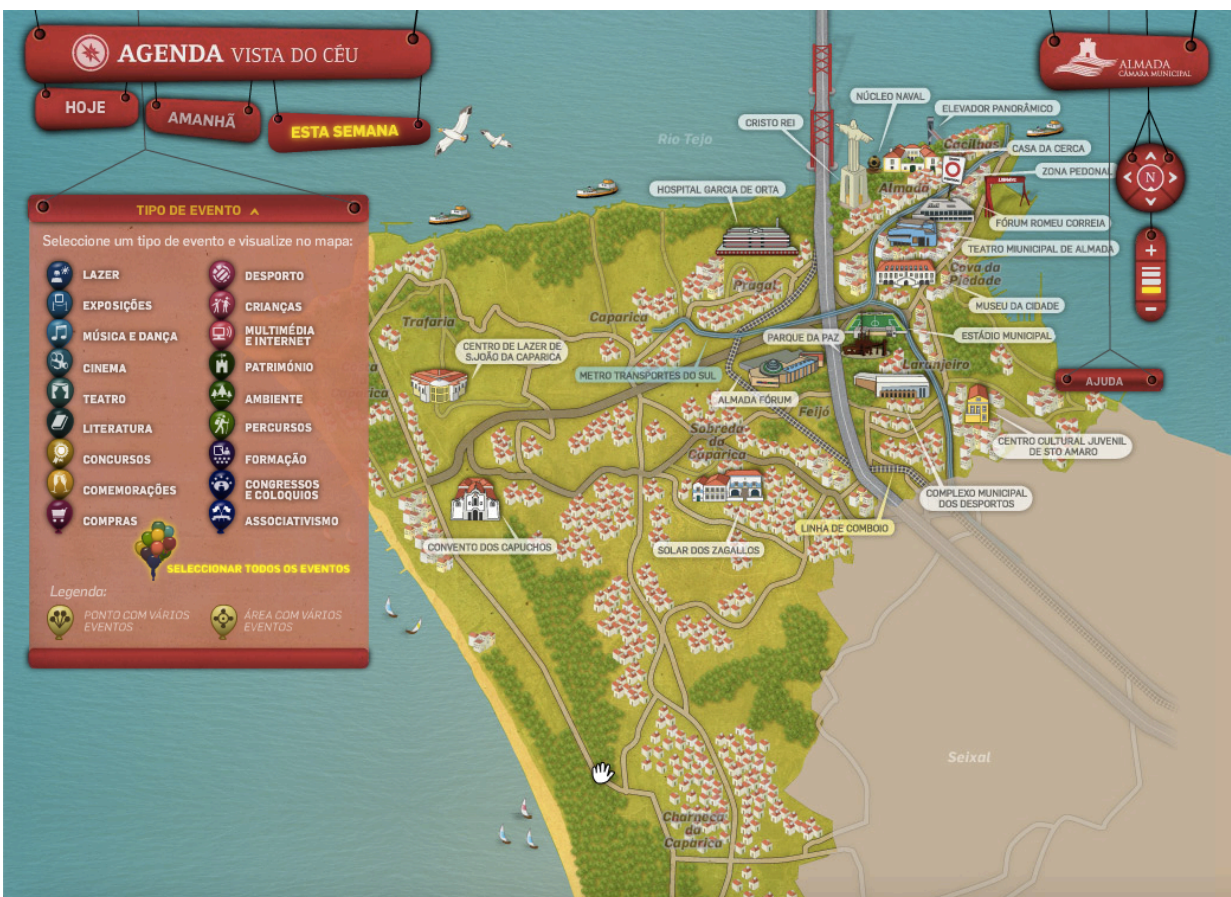 AGENDA VISTA DO CÉU
HOJE
AMANHÃ
ESTA SEMANA
ALMADA
CÂMARA MUNICIPAL
TIPO DE EVENTO
Seleccione um tipo de evento e visualize no mapa:
LAZER
EXPOSIÇÕES
MÚSICA E DANÇA
CINEMA
TEATRO
LITERATURA
CONCURSOS
COMEMORAÇÕES
COMPRAS
DESPORTO
CRIANÇAS
MULTIMÉDIA
E INTERNET
PATRIMÓNIO
AMBIENTE
PERCURSOS
FORMAÇÃO
CONGRESSOS
E COLOQUIOS
ASSOCIATIVISMO
SELECCIONAR TODOS OS EVENTOS
Legenda:
PONTO COM VÁRIOS
EVENTOS
ÁREA COM VÁRIOS
EVENTOS
Rio Tejo
NÚCLEO NAVAL
ELEVADOR PANORÂMICO
CRISTO REI
Cacilhas
CASA DA CERCA
ZONA PEDONAL
HOSPITAL GARCIA DE ORTA
Almada
FÓRUM ROMEU CORREIA
TEATRO MIUNICIPAL DE ALMADA
Cova da
Piedade
Pragal
MUSEU DA CIDADE
Trafaria
Caparica
PARQUE DA PAZ
ESTÁDIO MUNICIPAL
CENTRO DE LAZER DE
S.JOÃO DA CAPARICA
METRO TRANSPORTES DO SUL
Laranjeiro
ALMADA FÓRUM
Feijó
Sobreda
da
Caparica
CENTRO CULTURAL JUVENIL
DE STO AMARO
COMPLEXO MUNICIPAL
DOS DESPORTOS
LINHA DE COMBOIO
CONVENTO DOS CAPUCHOS
SOLAR DOS ZAGALLOS
Charneca
da
Caparica
Seixal
N
AJUDA